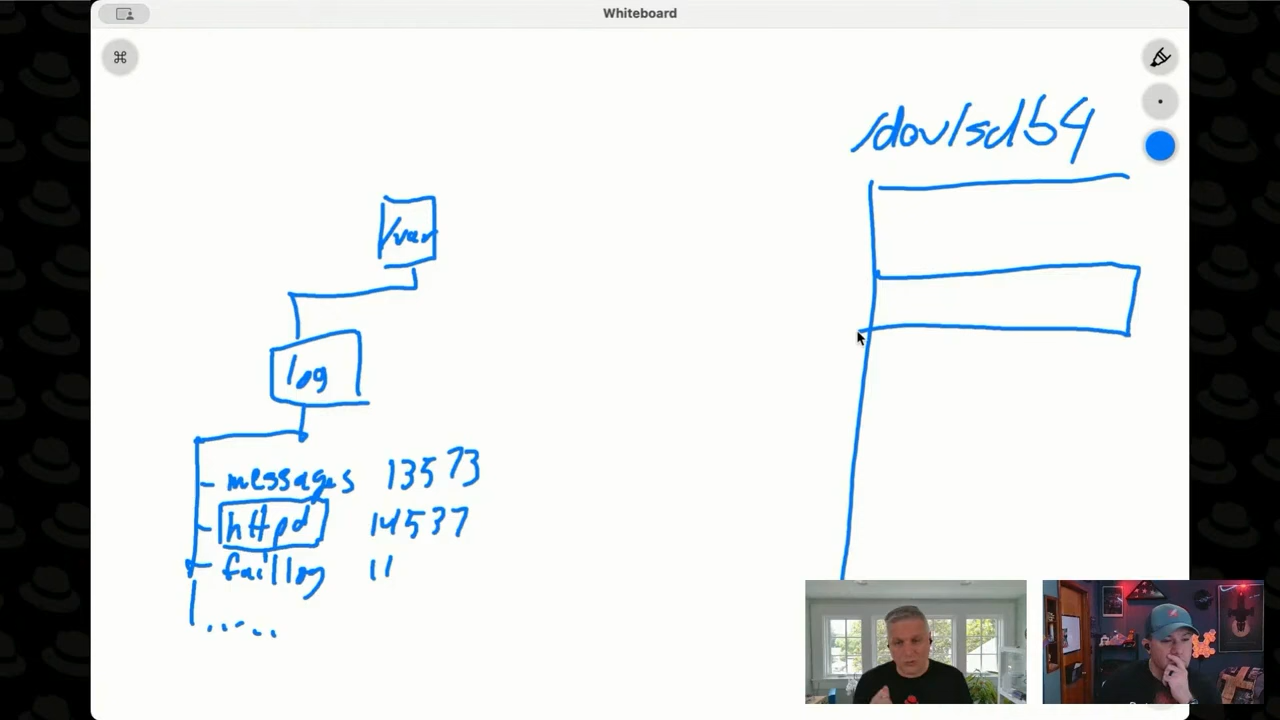 Whiteboard
⌘
/dev/sdb4
/var
log
messages 13573
httpd 14537
faillog 11
.....